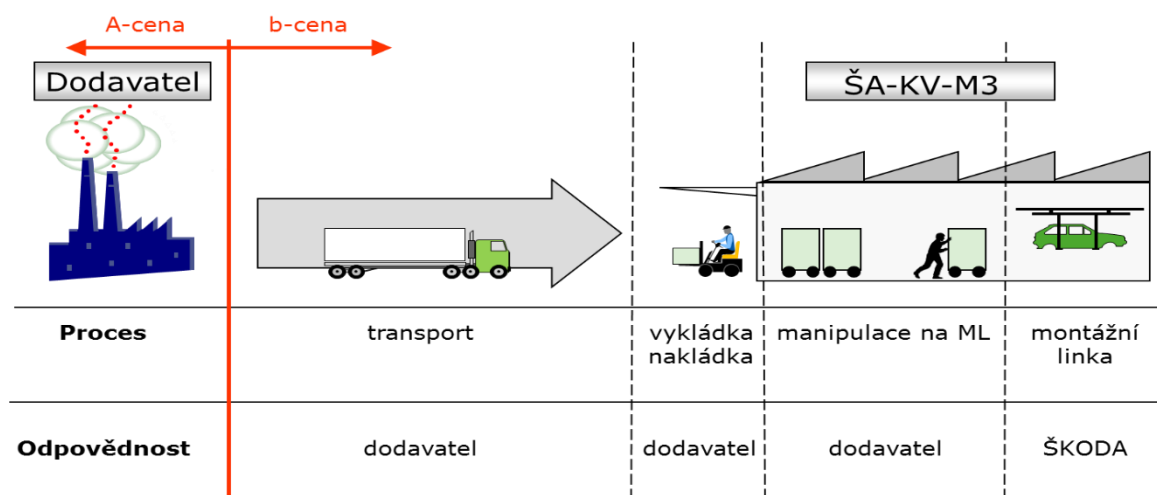 A-cena
b-cena
Dodavatel
ŠA-KV-M3
Proces
transport
vykládka
nakládka
manipulace na ML
montážní
linka
Odpovědnost
dodavatel
dodavatel
dodavatel
ŠKODA